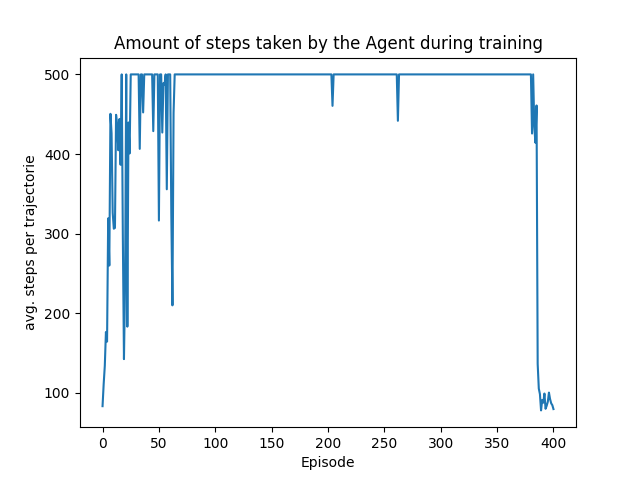 Amount of steps taken by the Agent during training
avg. steps per trajectorie
500
400
300
200
100
0 50 100 150 200 250 300 350 400
Episode